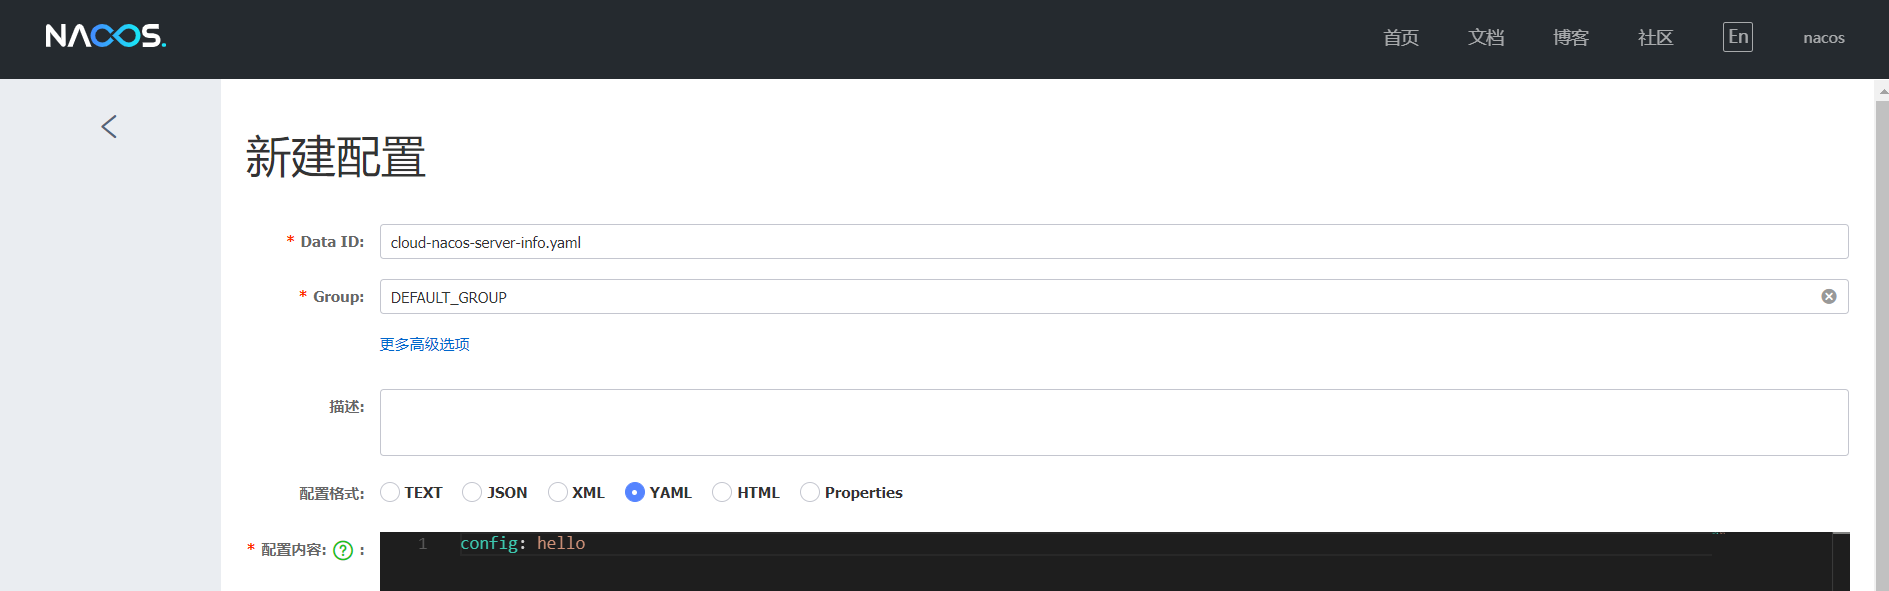 NACOS.
首页 文档 博客 社区 En nacos
新建配置
* Data ID: cloud-nacos-server-info.yaml
* Group: DEFAULT_GROUP
更多高级选项
描述:
配置格式: TEXT JSON XML YAML HTML Properties
* 配置内容: ? :
1 config: hello